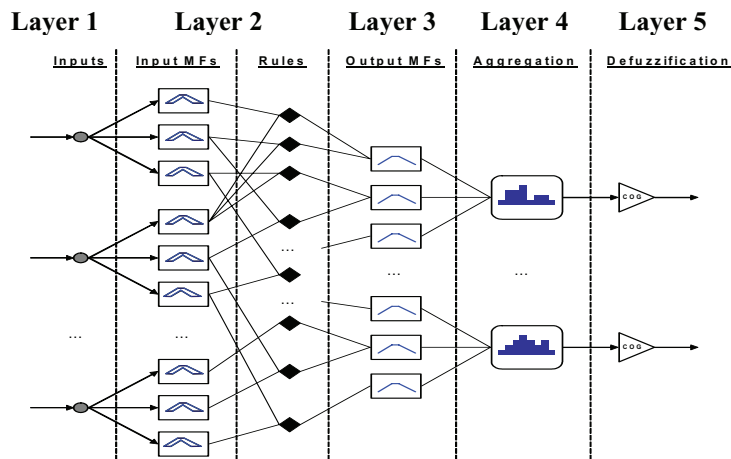 Layer 1 Layer 2 Layer 3 Layer 4 Layer 5
Inputs Input MFs Rules Output MFs Aggregation Defuzzification
COG
...
... ... ...
...
... ...
COG